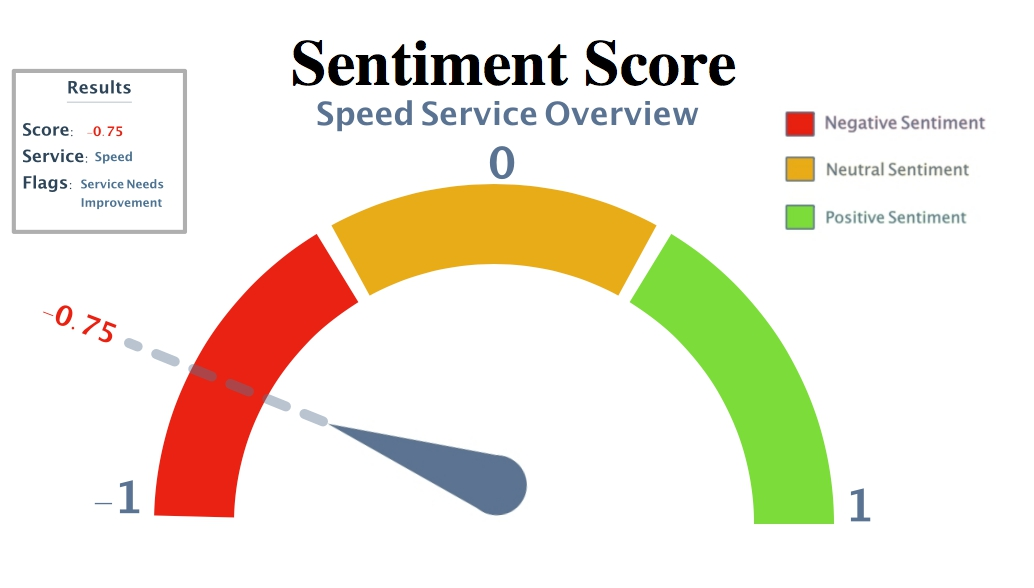 Sentiment Score
Speed Service Overview
Results
Score: -0.75
Service: Speed
Flags: Service Needs
Improvement
Negative Sentiment
Neutral Sentiment
Positive Sentiment
0
-0.75
-1
1